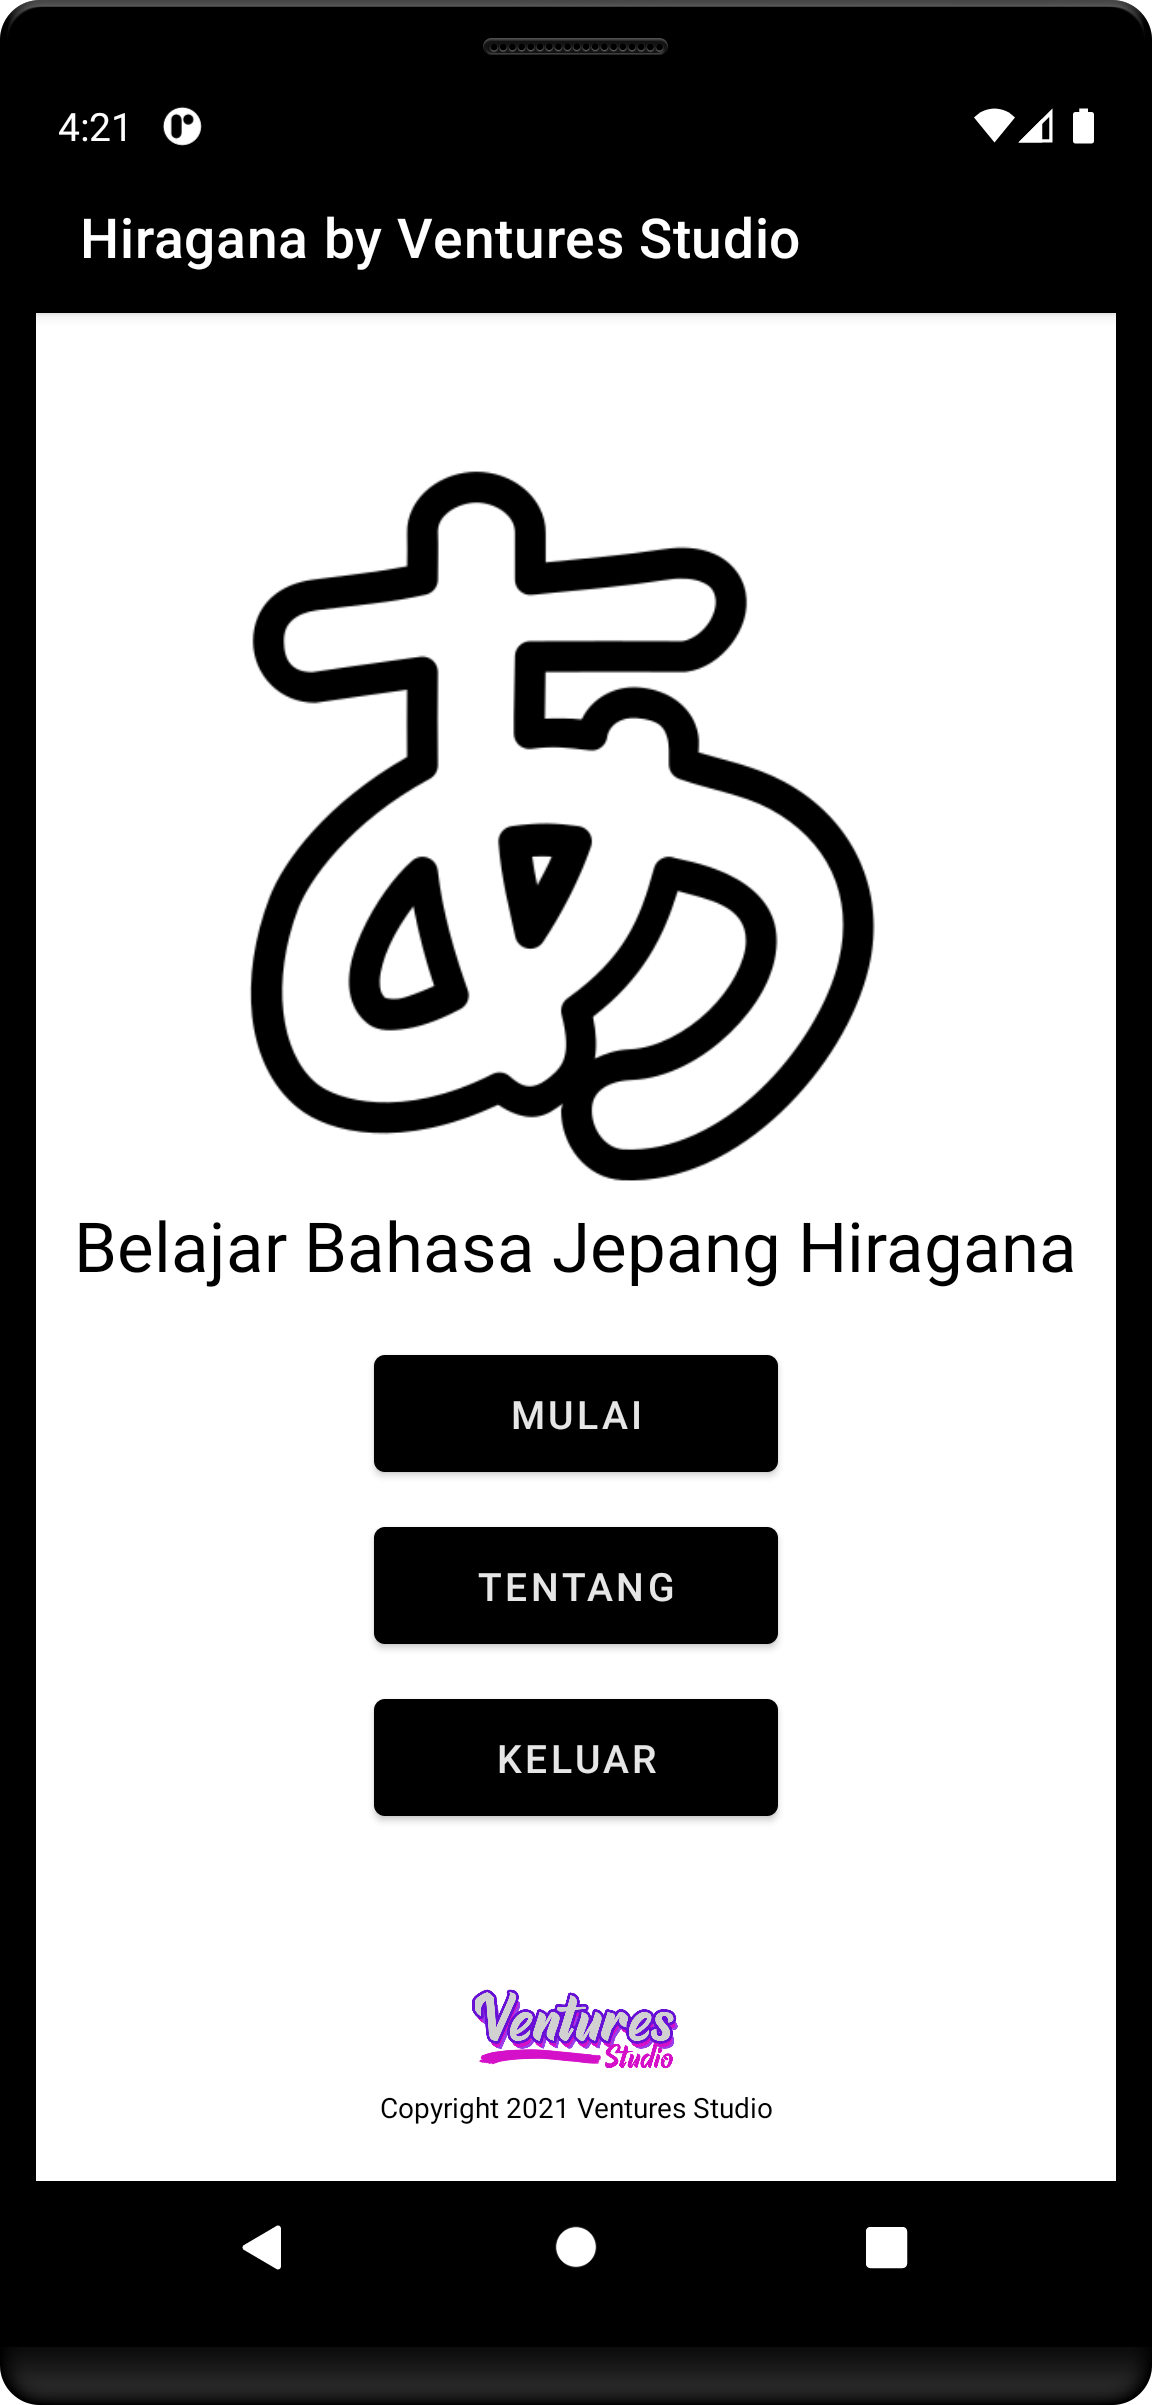 4:21
Hiragana by Ventures Studio
あ
Belajar Bahasa Jepang Hiragana
MULAI
TENTANG
KELUAR
Ventures
Studio
Copyright 2021 Ventures Studio